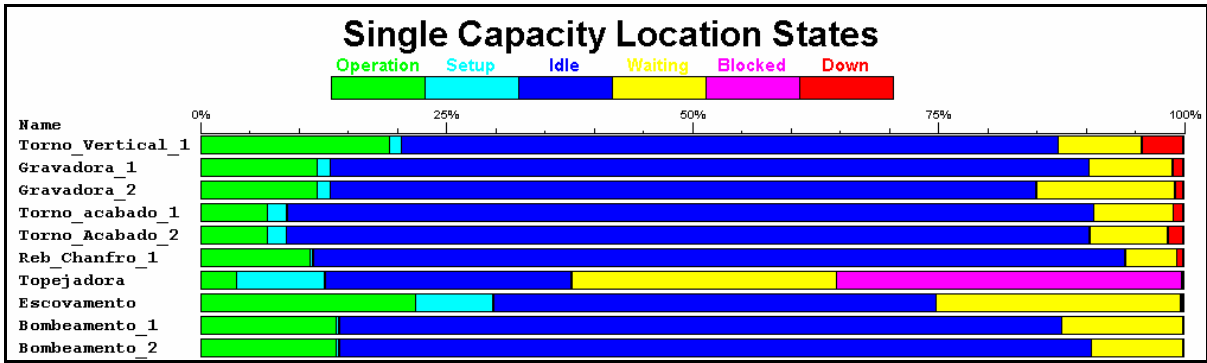 Single Capacity Location States
Operation Setup Idle Waiting Blocked Down
0% 25% 50% 75% 100%
Name
Torno_Vertical_1
Gravadora_1
Gravadora_2
Torno_acabado_1
Torno_Acabado_2
Reb_Chanfro_1
Topejadora
Escovamento
Bombeamento_1
Bombeamento_2